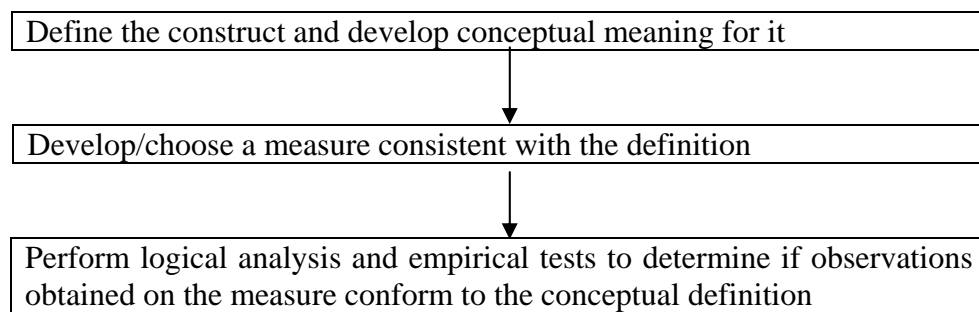 Define the construct and develop conceptual meaning for it
Develop/choose a measure consistent with the definition
Perform logical analysis and empirical tests to determine if observations
obtained on the measure conform to the conceptual definition